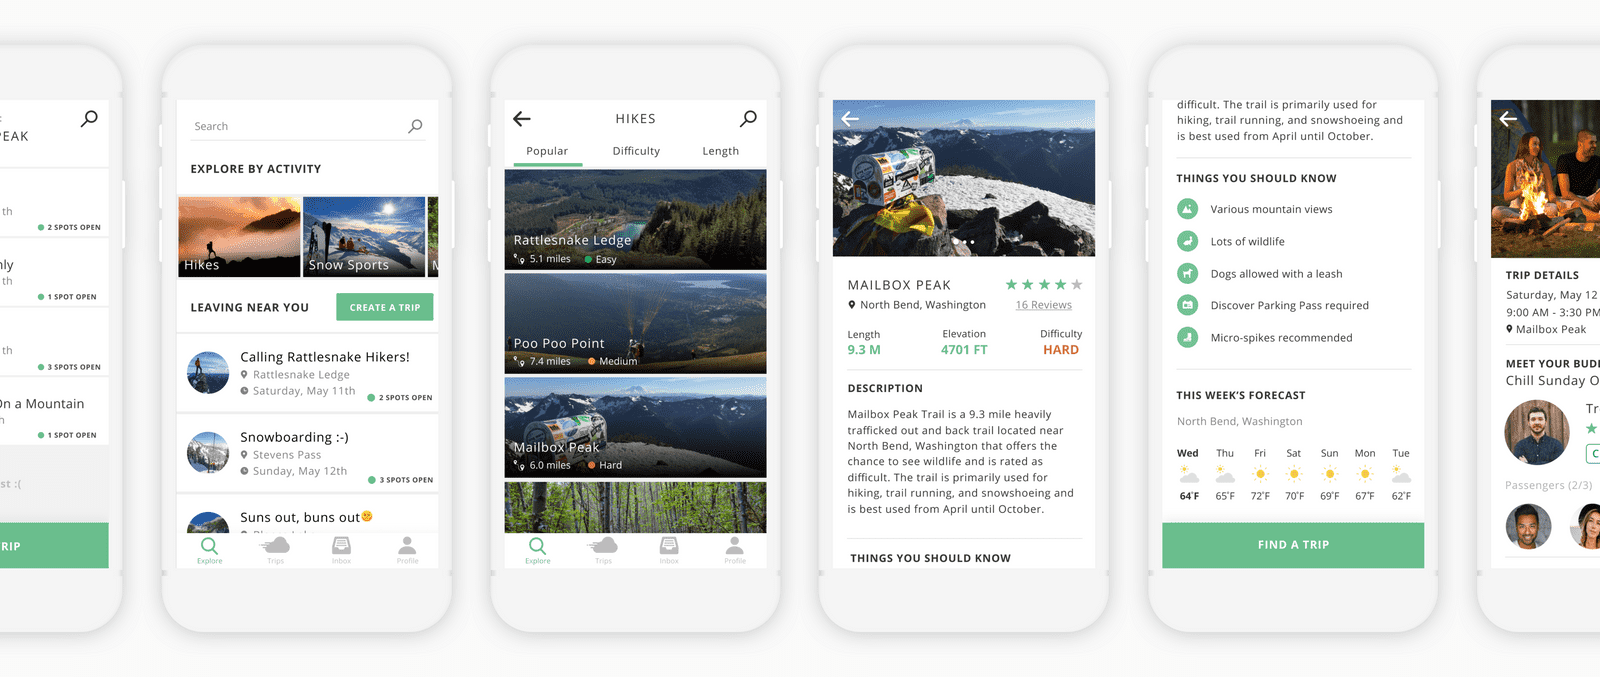 PEAK
th
2 SPOTS OPEN
nly
th
1 SPOT OPEN
th
3 SPOTS OPEN
On a Mountain
h
1 SPOT OPEN
st :(
RIP
Search
EXPLORE BY ACTIVITY
Hikes
Snow Sports
M
LEAVING NEAR YOU
CREATE A TRIP
Calling Rattlesnake Hikers!
Rattlesnake Ledge
Saturday, May 11th
2 SPOTS OPEN
Snowboarding :-)
Stevens Pass
Sunday, May 12th
3 SPOTS OPEN
Suns out, buns out
Explore
Trips
Inbox
Profile
HIKES
Popular
Difficulty
Length
Rattlesnake Ledge
5.1 miles
Easy
Poo Poo Point
7.4 miles
Medium
Mailbox Peak
6.0 miles
Hard
Explore
Trips
Inbox
Profile
MAILBOX PEAK
North Bend, Washington
16 Reviews
Length
Elevation
Difficulty
9.3 M
4701 FT
HARD
DESCRIPTION
Mailbox Peak Trail is a 9.3 mile heavily
trafficked out and back trail located near
North Bend, Washington that offers the
chance to see wildlife and is rated as
difficult. The trail is primarily used for
hiking, trail running, and snowshoeing and
is best used from April until October.
THINGS YOU SHOULD KNOW
difficult. The trail is primarily used for
hiking, trail running, and snowshoeing and
is best used from April until October.
THINGS YOU SHOULD KNOW
Various mountain views
Lots of wildlife
Dogs allowed with a leash
Discover Parking Pass required
Micro-spikes recommended
THIS WEEK'S FORECAST
North Bend, Washington
Wed Thu Fri Sat Sun Mon Tue
64°F 65°F 72°F 70°F 69°F 67°F 62°F
FIND A TRIP
TRIP DETAILS
Saturday, May 12
9:00 AM - 3:30 PM
Mailbox Peak
MEET YOUR BUD
Chill Sunday O
Tr
C
Passengers (2/3)